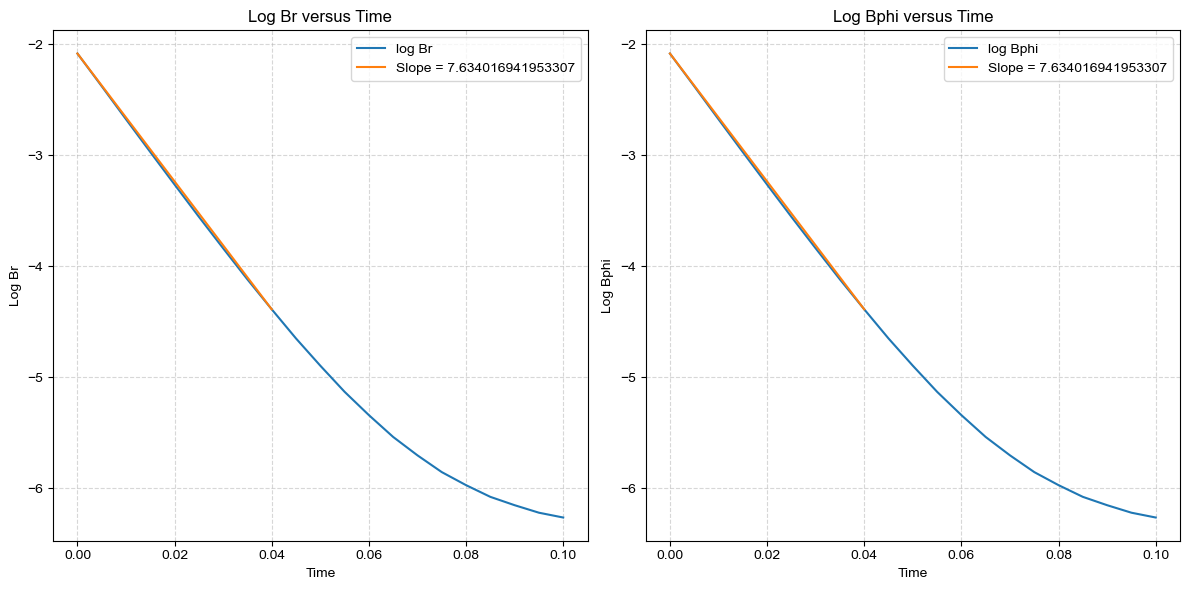 Log Br versus Time
log Br
Slope = 7.634016941953307
−2
−3
−4
−5
−6
Log Br
0.00 0.02 0.04 0.06 0.08 0.10
Time
Log Bphi versus Time
log Bphi
Slope = 7.634016941953307
−2
−3
−4
−5
−6
Log Bphi
0.00 0.02 0.04 0.06 0.08 0.10
Time